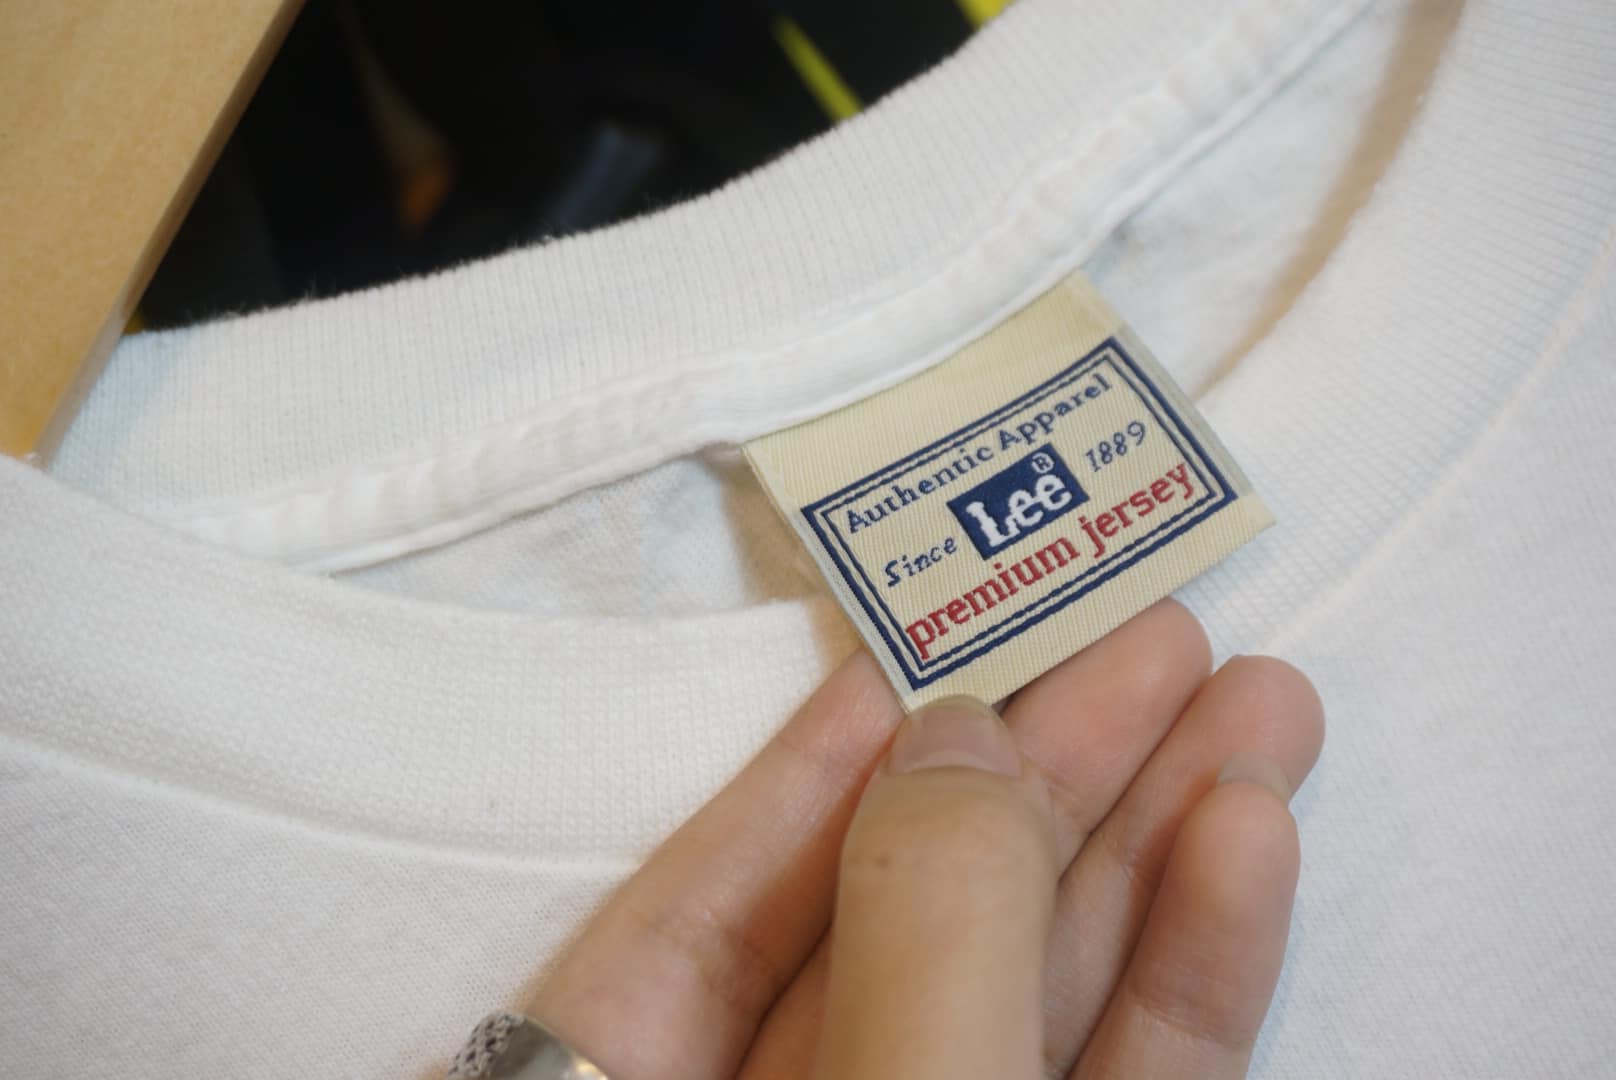 Authentic Apparel
Since Lee® 1889
premium jersey